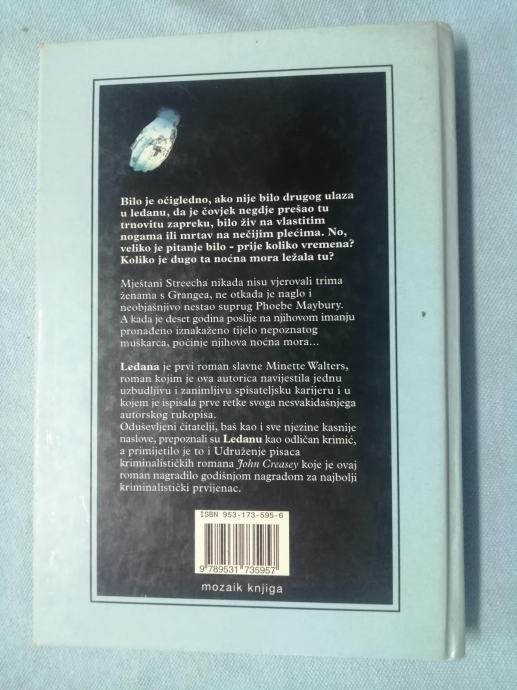 Bilo je očigledno, ako nije bilo drugog ulaza
u ledanu, da je čovjek negdje prešao tu
trnovitu zapreku, bilo živ na vlastitim
nogama ili mrtav na nečijim plećima. No,
veliko je pitanje bilo - prije koliko vremena?
Koliko je dugo ta noćna mora ležala tu?
Mještani Streecha nikada nisu vjerovali trima
ženama s Grangea, ne otkada je naglo i
neobjašnjivo nestao suprug Phoebe Maybury.
A kada je deset godina poslije na njihovom imanju
pronađeno iznakaženo tijelo nepoznatog
muškarca, počinje njihova noćna mora...
Ledana je prvi roman slavne Minette Walters,
roman kojim je ova autorica navijestila jednu
uzbudljivu i zanimljivu spisateljsku karijeru i u
kojem je ispisala prve retke svoga nesvakidašnjega
autorskog rukopisa.
Oduševljeni čitatelji, baš kao i sve njezine kasnije
naslove, prepoznali su Ledanu kao odličan krimić,
a primijetilo je to i Udruženje pisaca
kriminalističkih romana John Creasey koje je ovaj
roman nagradilo godišnjom nagradom za najbolji
kriminalistički prvijenac.
ISBN 953-173-595-6
9 789531 735957
mozaik knjiga